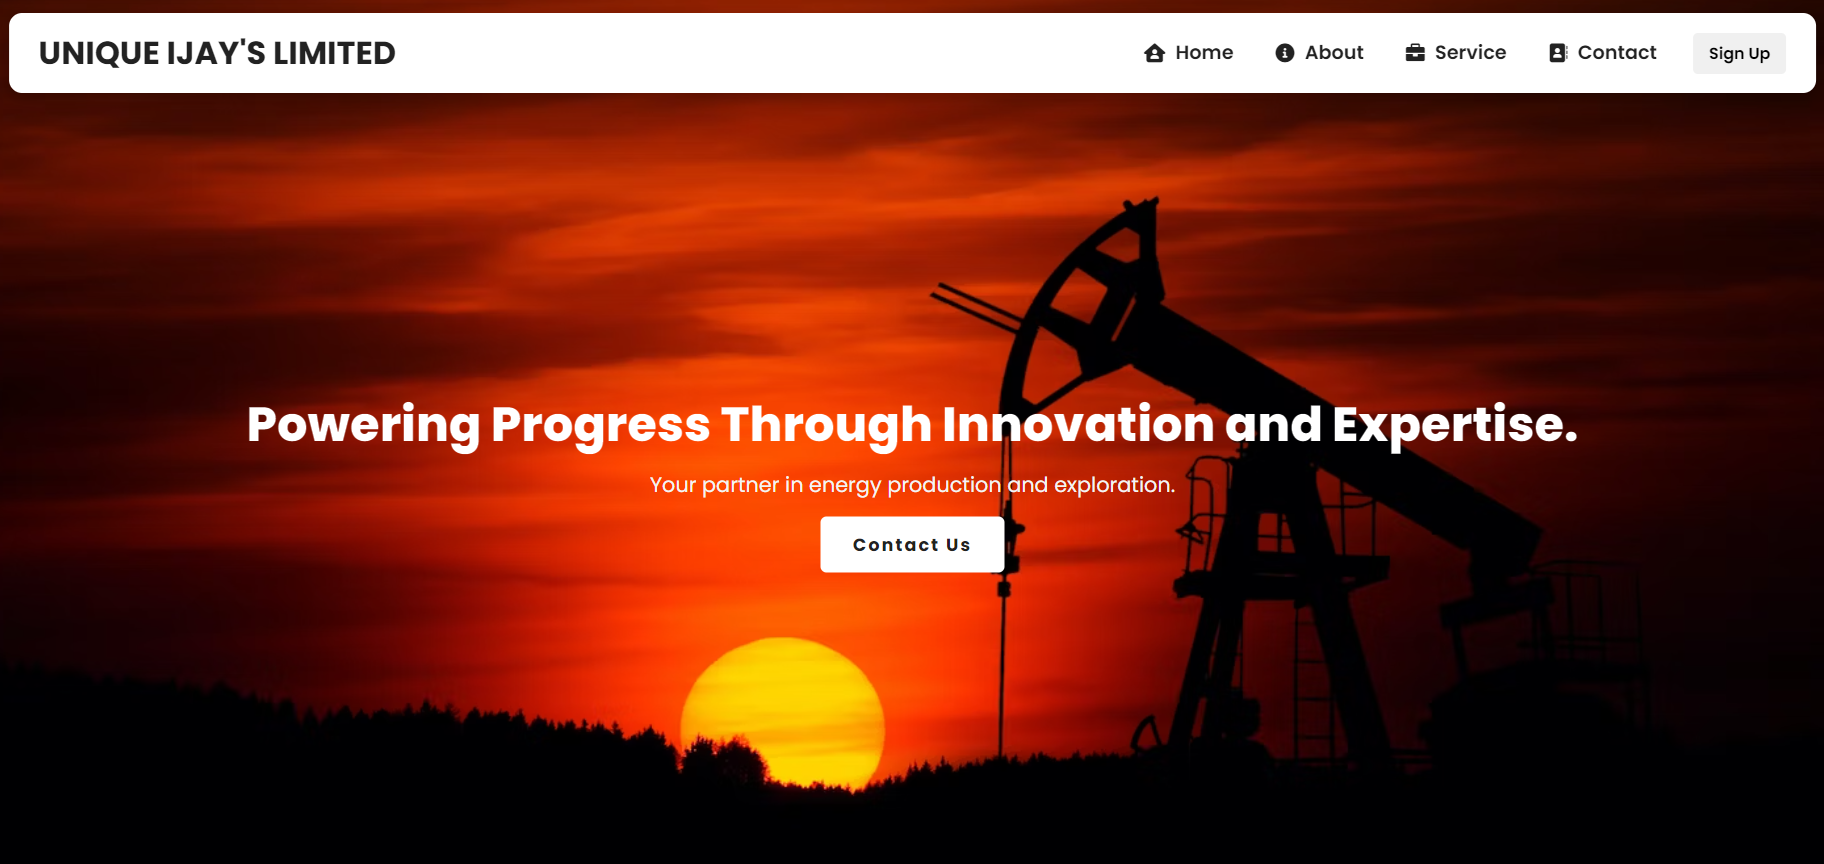 UNIQUE IJAY'S LIMITED
Home
About
Service
Contact
Sign Up
Powering Progress Through Innovation and Expertise.
Your partner in energy production and exploration.
Contact Us